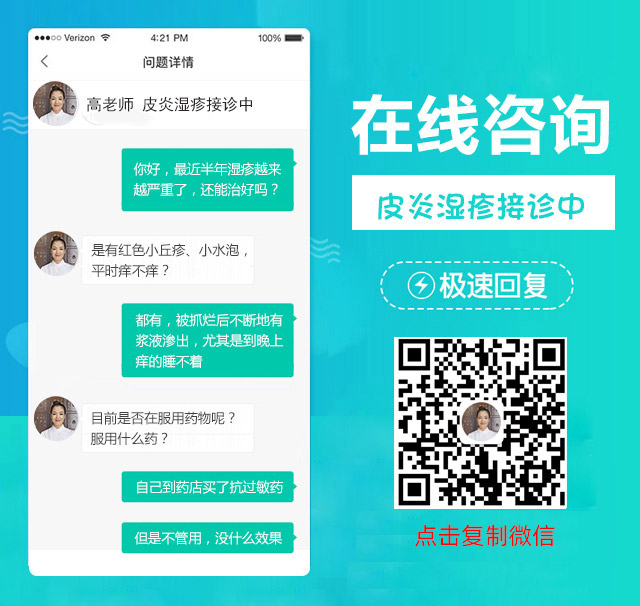 Verizon 4:21 PM 100%
问题详情
高老师 皮炎湿疹接诊中
你好，最近半年湿疹越来
越严重了，还能治好吗？
是有红色小丘疹、小水泡，
平时痒不痒？
都有，被抓烂后不断地有
浆液渗出，尤其是到晚上
痒的睡不着
目前是否在服用药物呢？
服用什么药？
自己到药店买了抗过敏药
但是不管用，没什么效果
在线咨询
皮炎湿疹接诊中
极速回复
点击复制微信